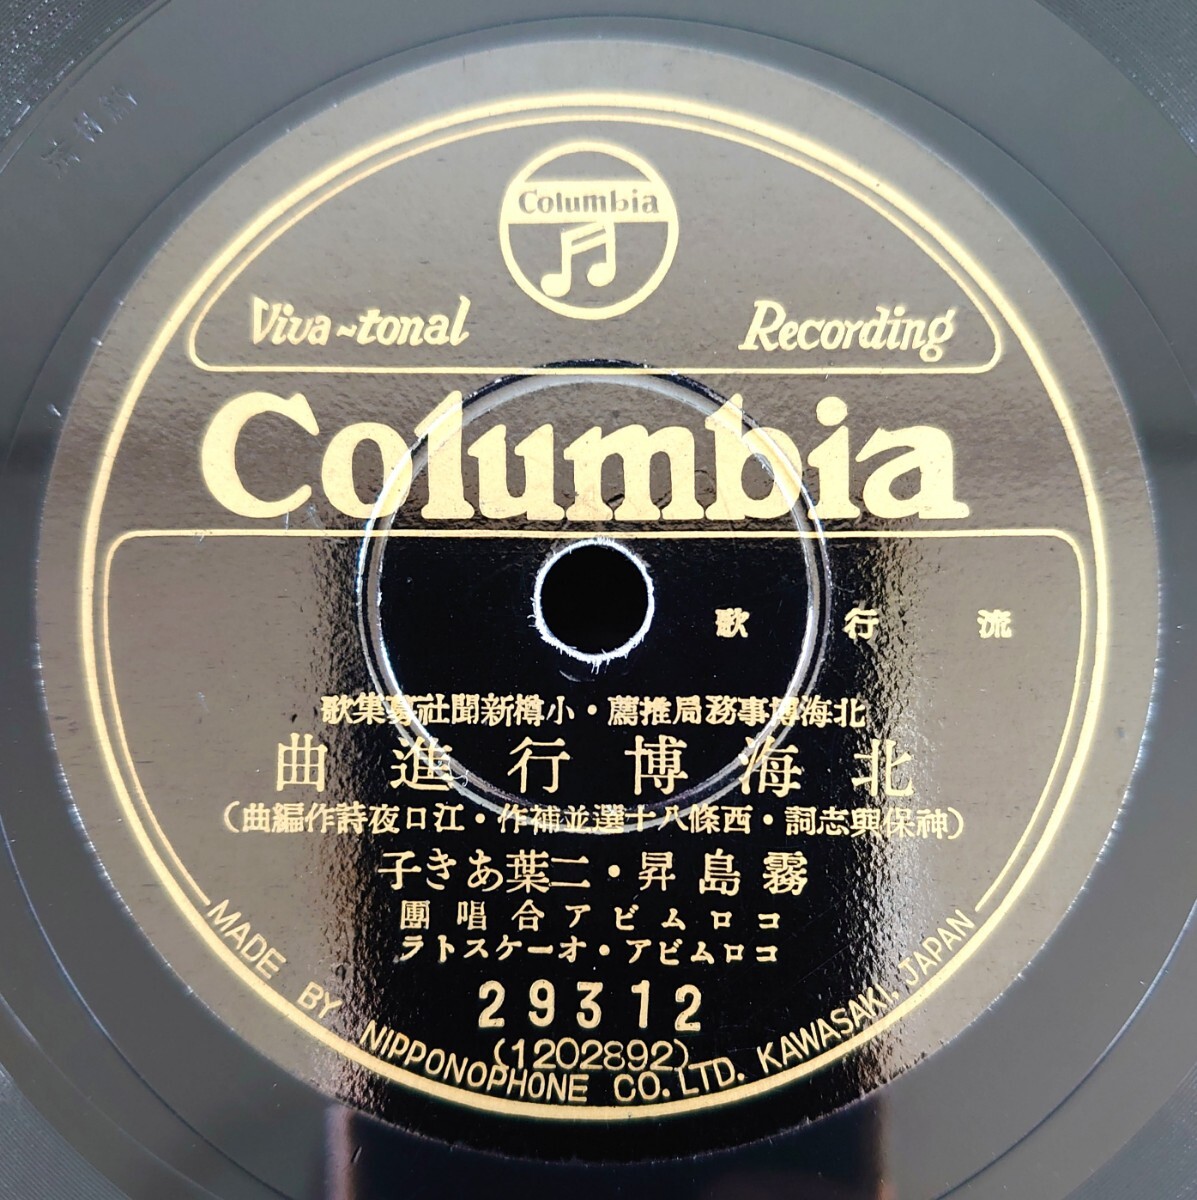 Columbia
Viva~tonal
Recording
Columbia
流行歌
北海博事務局推薦・小樽新聞社募集歌
北海博行進曲
(神保興志詞・西條八十選並補作・江口夜詩作編曲)
霧島昇・二葉あき子
コロムビア合唱團
コロムビア・オーケストラ
29312
(1202892)
MADE BY NIPPONOPHONE CO. LTD. KAWASAKI, JAPAN